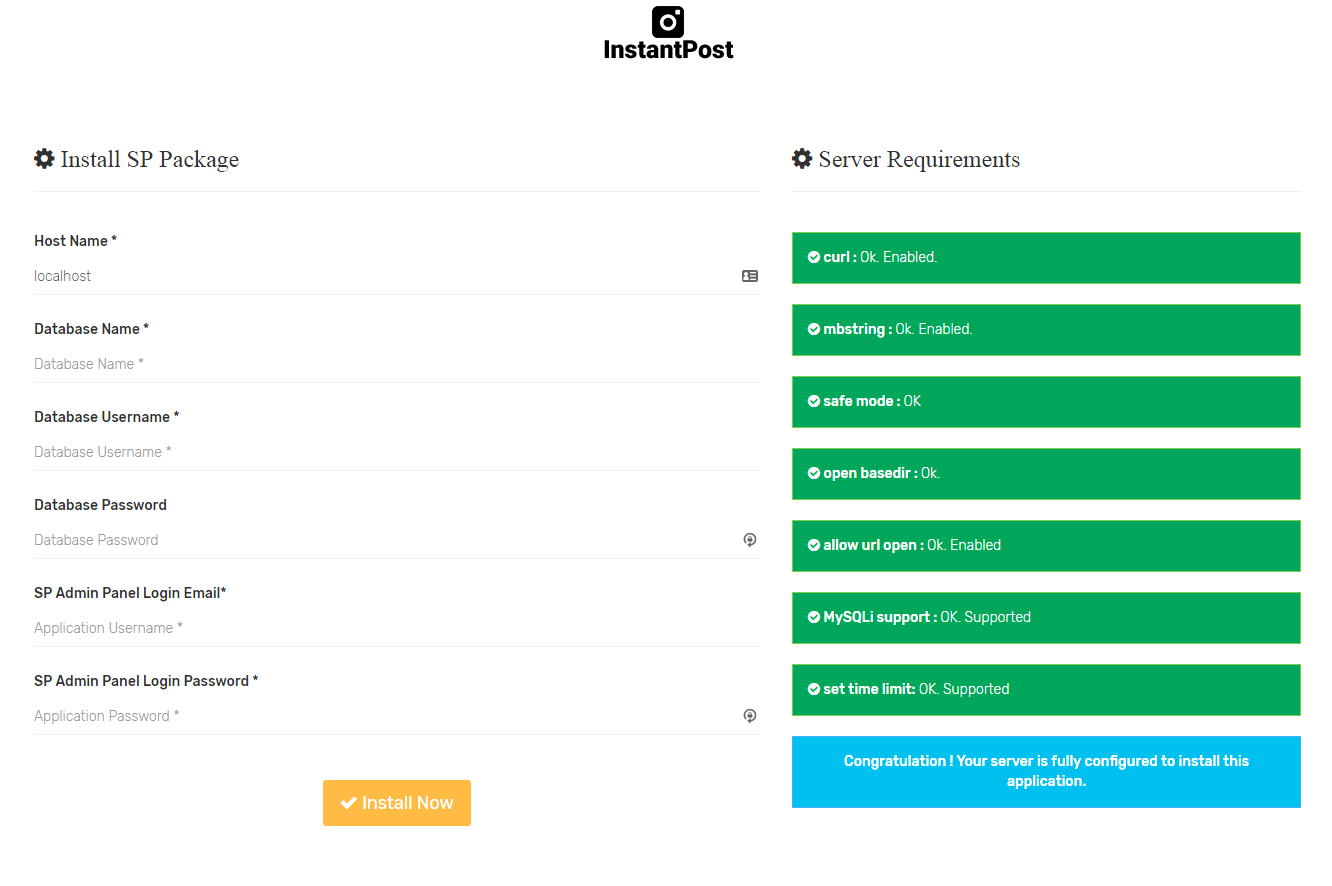 InstantPost
Install SP Package
Host Name *
localhost
Database Name *
Database Name *
Database Username *
Database Username *
Database Password
Database Password
SP Admin Panel Login Email*
Application Username *
SP Admin Panel Login Password *
Application Password *
Install Now
Server Requirements
curl : Ok. Enabled.
mbstring : Ok. Enabled.
safe mode : OK
open basedir : Ok.
allow url open : Ok. Enabled
MySQLi support : OK. Supported
set time limit: OK. Supported
Congratulation ! Your server is fully configured to install this
application.